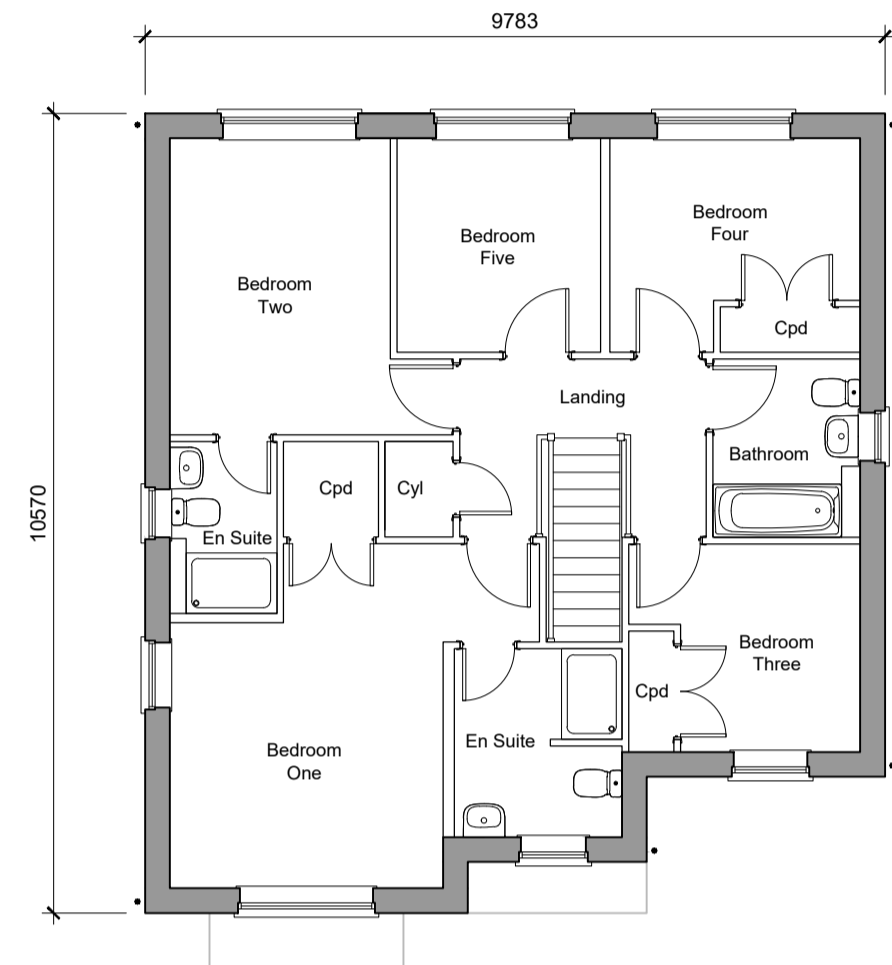 9783
10570
Bedroom
Two
Bedroom
Five
Bedroom
Four
Cpd
Landing
Bathroom
Cpd
Cyl
En Suite
Bedroom
Three
Cpd
En Suite
Bedroom
One